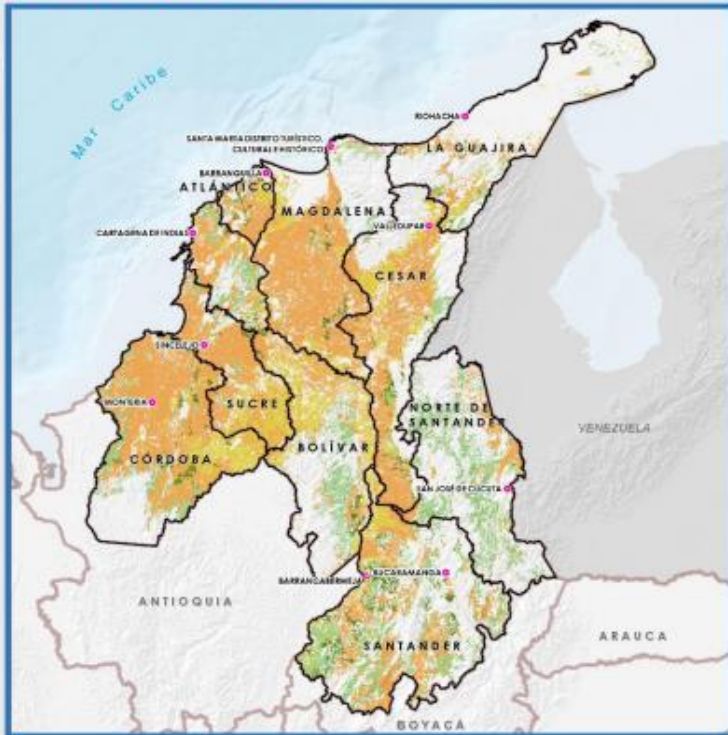 Mar Caribe
RIOHACHA
SANTA MARTA DISTRITO TURÍSTICO,
CULTURAL E HISTÓRICO
LA GUAJIRA
BARRANQUILLA
ATLÁNTICO
MAGDALENA
CARTAGENA DE INDIAS
VALLEDUPAR
CESAR
SINCELEJO
MONTERÍA
SUCRE
NORTE DE
SANTANDER
VENEZUELA
BOLÍVAR
CÓRDOBA
SAN JOSÉ DE CÚCUTA
BARRANCABERMEJA
BUCARAMANGA
ANTIOQUIA
ARAUCA
SANTANDER
BOYACÁ